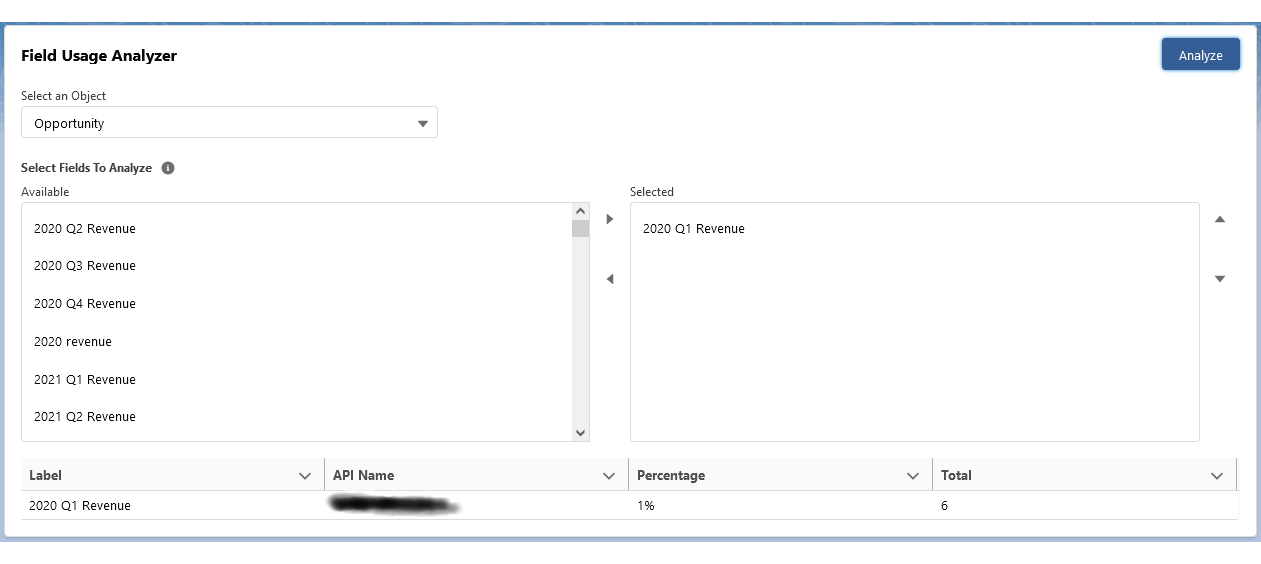 Field Usage Analyzer
Analyze
Select an Object
Opportunity
Select Fields To Analyze
Available
Selected
2020 Q2 Revenue
2020 Q3 Revenue
2020 Q4 Revenue
2020 revenue
2021 Q1 Revenue
2021 Q2 Revenue
2020 Q1 Revenue
Label API Name Percentage Total
2020 Q1 Revenue 1% 6